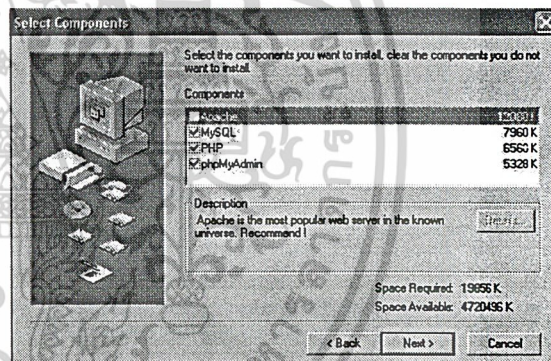 Select Components
Select the components you want to install, clear the components you do not
want to install.
Components
Apache
MySQL 7960 K
PHP 6560 K
phpMyAdmin 5328 K
Description
Apache is the most popular web server in the known
universe. Recommend !
Details...
Space Required: 19856 K
Space Available: 4720496 K
< Back
Next >
Cancel